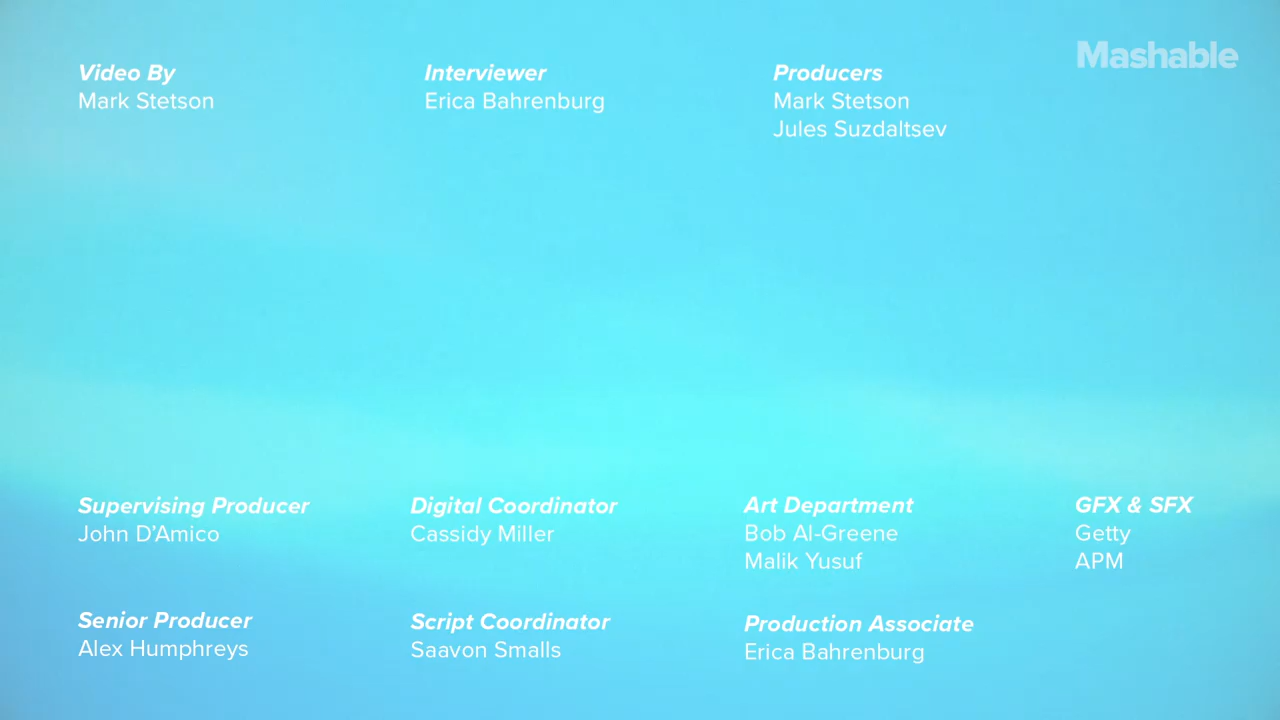 Mashable
Video By
Mark Stetson
Interviewer
Erica Bahrenburg
Producers
Mark Stetson
Jules Suzdaltsev
Supervising Producer
John D’Amico
Digital Coordinator
Cassidy Miller
Art Department
Bob Al-Greene
Malik Yusuf
GFX & SFX
Getty
APM
Senior Producer
Alex Humphreys
Script Coordinator
Saavon Smalls
Production Associate
Erica Bahrenburg